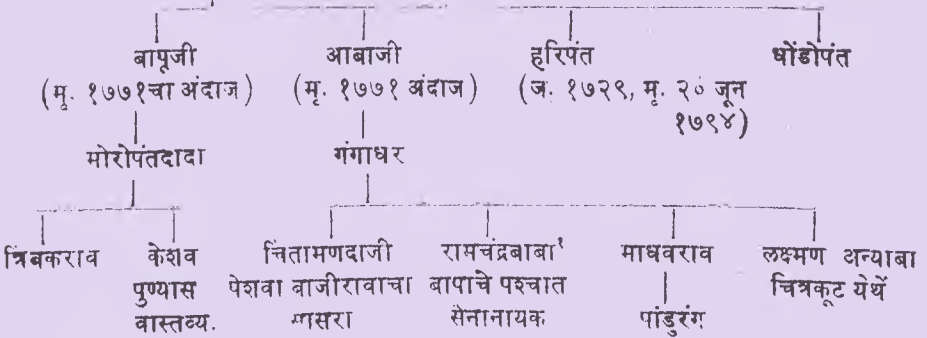 बापूजी आबाजी हरिपंत धोंडोपंत
(मृ. १७७१चा अंदाज) (मृ. १७७१ अंदाज) (ज. १७२९, मृ. २० जून
१७९४)
मोरोपंतदादा गंगाधर
त्रिंबकराव केशव चिंतामणदाजी रामचंद्रबाबा' माधवराव लक्ष्मण अन्याबा
पुण्यास पेशवा बाजीरावाचा बापाचे पश्चात चित्रकूट येथें
वास्तव्य. सासरा सेनानायक पांडुरंग